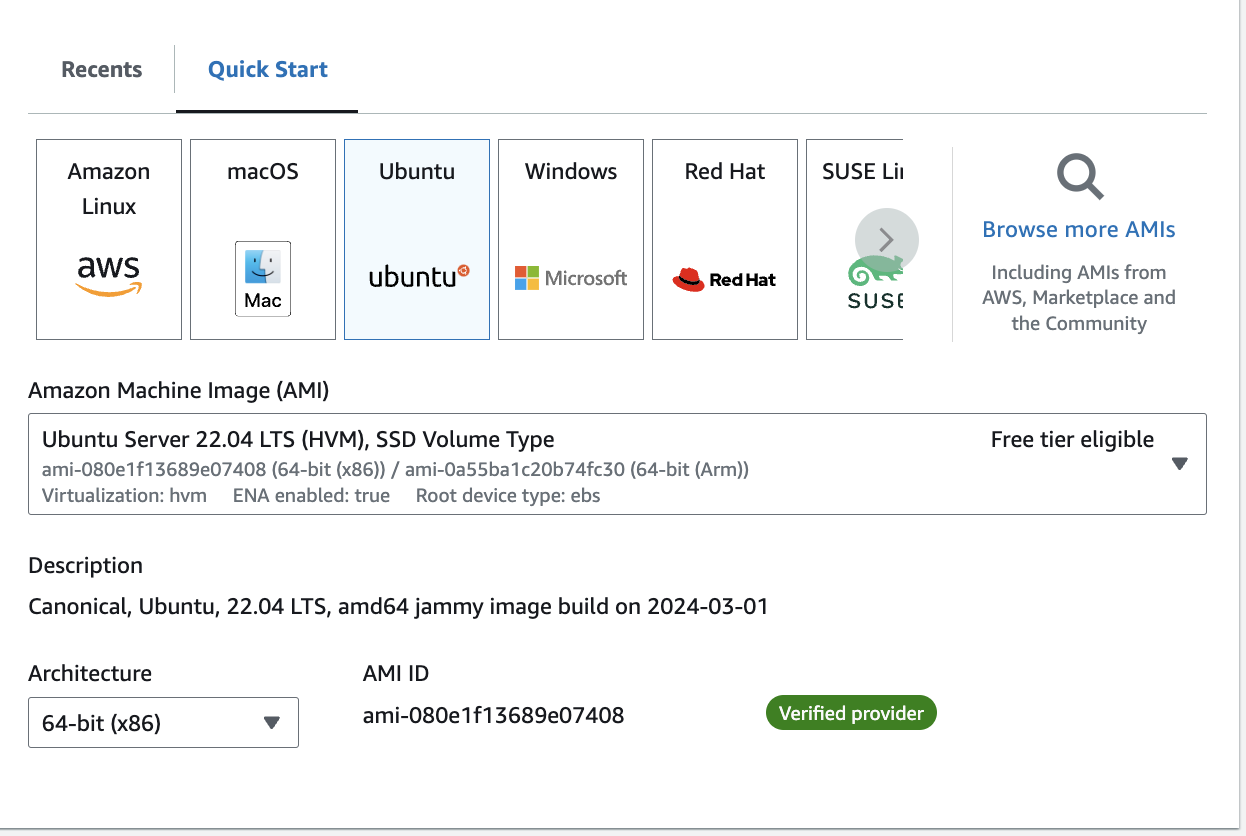 Recents
Quick Start
Amazon
Linux
aws
macOS
Mac
Ubuntu
ubuntu
Windows
Microsoft
Red Hat
Red Hat
SUSE Li
SUSE
Browse more AMIs
Including AMIs from
AWS, Marketplace and
the Community
Amazon Machine Image (AMI)
Ubuntu Server 22.04 LTS (HVM), SSD Volume Type
Free tier eligible
ami-080e1f13689e07408 (64-bit (x86)) / ami-0a55ba1c20b74fc30 (64-bit (Arm))
Virtualization: hvm ENA enabled: true Root device type: ebs
Description
Canonical, Ubuntu, 22.04 LTS, amd64 jammy image build on 2024-03-01
Architecture
64-bit (x86)
AMI ID
ami-080e1f13689e07408
Verified provider